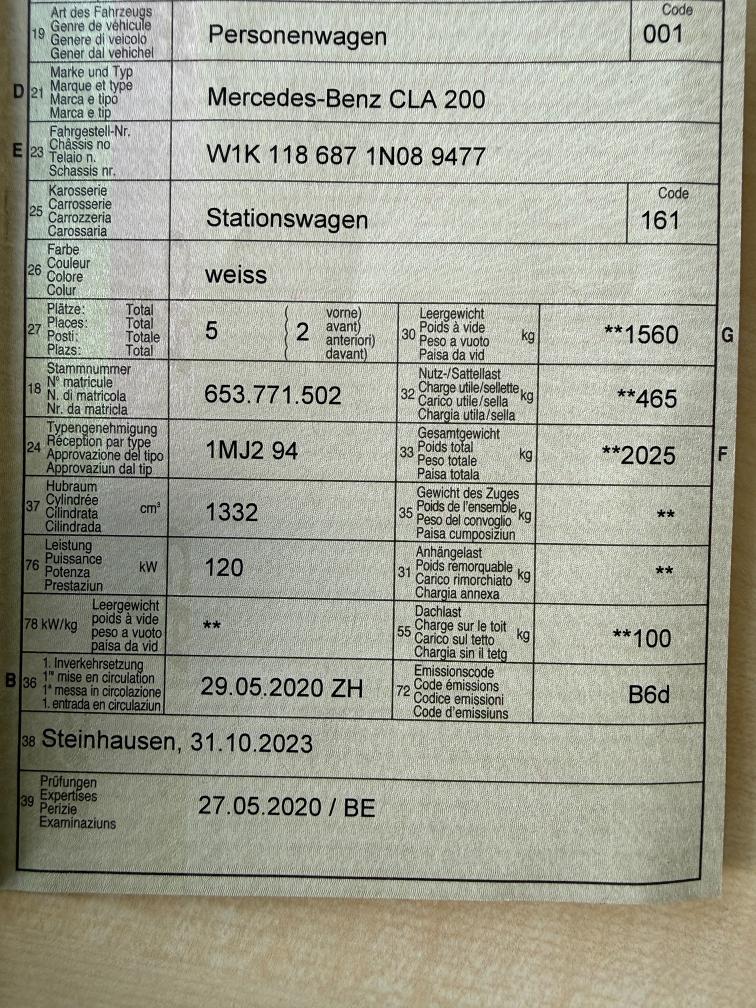 19 Art des Fahrzeugs
Genre de véhicule
Genere di veicolo
Gener dal vehichel
Personenwagen
Code
001
D 21 Marke und Typ
Marque et type
Marca e tipo
Marca e tip
Mercedes-Benz CLA 200
E 23 Fahrgestell-Nr.
Châssis no
Telaio n.
Schassis nr.
W1K 118 687 1N08 9477
25 Karosserie
Carrosserie
Carrozzeria
Carossaria
Stationswagen
Code
161
26 Farbe
Couleur
Colore
Colur
weiss
27 Plätze: Total
Places: Total
Posti: Totale
Plazs: Total
5 ( 2 vorne)
avant)
anteriori)
davant)
30 Leergewicht
Poids à vide
Peso a vuoto
Paisa da vid
kg
**1560 G
18 Stammnummer
N° matricule
N. di matricola
Nr. da matricla
653.771.502
32 Nutz-/Sattellast
Charge utile/sellette
Carico utile/sella
Chargia utila/sella
kg
**465
24 Typengenehmigung
Réception par type
Approvazione del tipo
Approvaziun dal tip
1MJ2 94
33 Gesamtgewicht
Poids total
Peso totale
Paisa totala
kg
**2025 F
37 Hubraum
Cylindrée
Cilindrata
Cilindrada
cm³
1332
35 Gewicht des Zuges
Poids de l'ensemble
Peso del convoglio
Paisa cumposiziun
kg
**
76 Leistung
Puissance
Potenza
Prestaziun
kW
120
31 Anhängelast
Poids remorquable
Carico rimorchiato
Chargia annexa
kg
**
78 kW/kg Leergewicht
poids à vide
peso a vuoto
paisa da vid
**
55 Dachlast
Charge sur le toit
Carico sul tetto
Chargia sin il tetg
kg
**100
B 36 1. Inverkehrsetzung
1re mise en circulation
1a messa in circolazione
1. entrada en circulaziun
29.05.2020 ZH
72 Emissionscode
Code émissions
Codice emissioni
Code d'emissiuns
B6d
38 Steinhausen, 31.10.2023
39 Prüfungen
Expertises
Perizie
Examinaziuns
27.05.2020 / BE